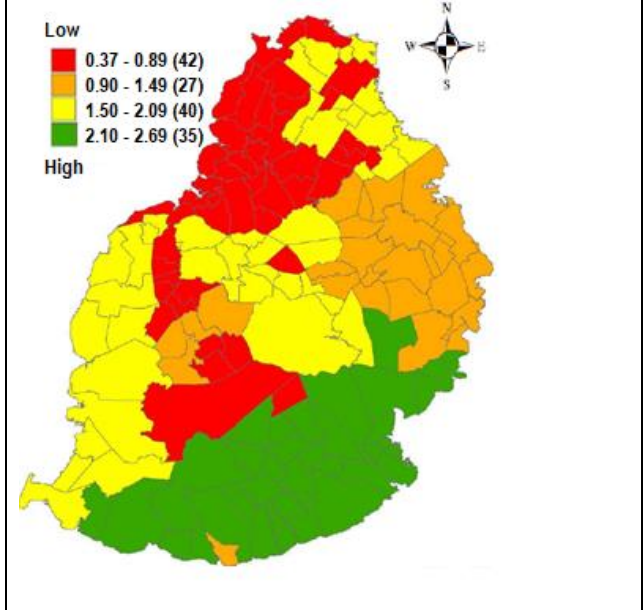 N
Low
W E
0.37 - 0.89 (42)
S
0.90 - 1.49 (27)
1.50 - 2.09 (40)
2.10 - 2.69 (35)
High